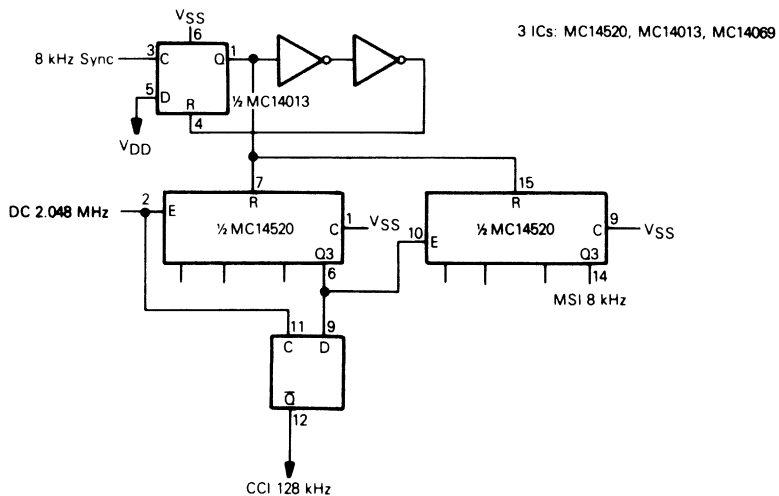 VSS
3 ICs: MC14520, MC14013, MC14069
6
8 kHz Sync
3
C
Q
1
5
D
R
½ MC14013
4
VDD
7
15
DC 2.048 MHz
2
E
R
½ MC14520
C
1
VSS
Q3
6
10
E
R
½ MC14520
C
9
VSS
Q3
14
MSI 8 kHz
11
9
C
D
Q̅
12
CCI 128 kHz